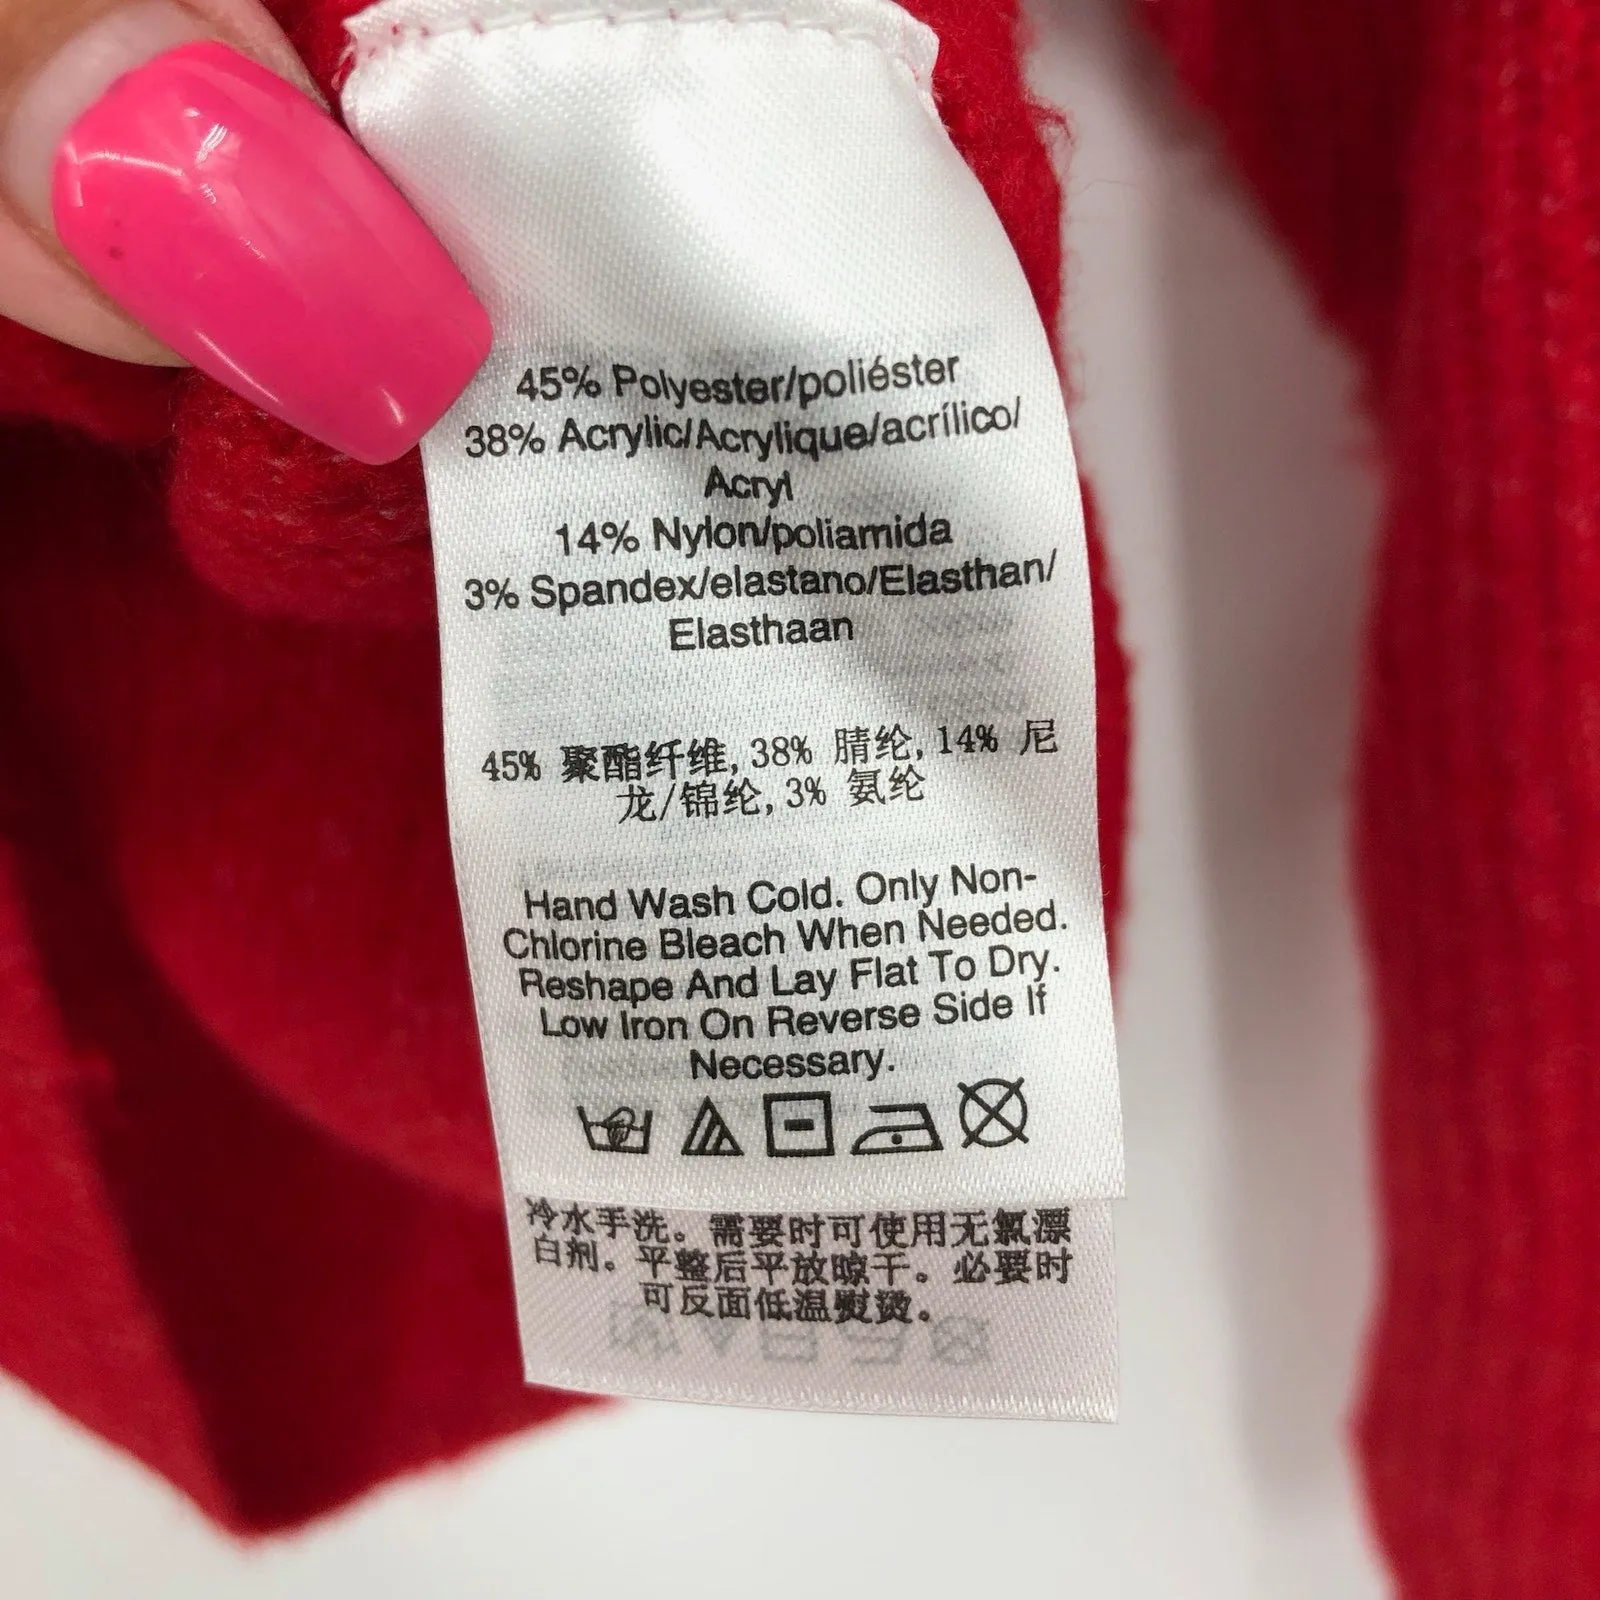 45% Polyester/poliéster
38% Acrylic/Acrylique/acrílico/
Acryl
14% Nylon/poliamida
3% Spandex/elastano/Elasthan/
Elasthaan
45% 聚酯纤维, 38% 腈纶, 14% 尼
龙/锦纶, 3% 氨纶
Hand Wash Cold. Only Non-
Chlorine Bleach When Needed.
Reshape And Lay Flat To Dry.
Low Iron On Reverse Side If
Necessary.
冷水手洗。需要时可使用无氯漂
白剂。平整后平放晾干。必要时
可反面低温熨烫。